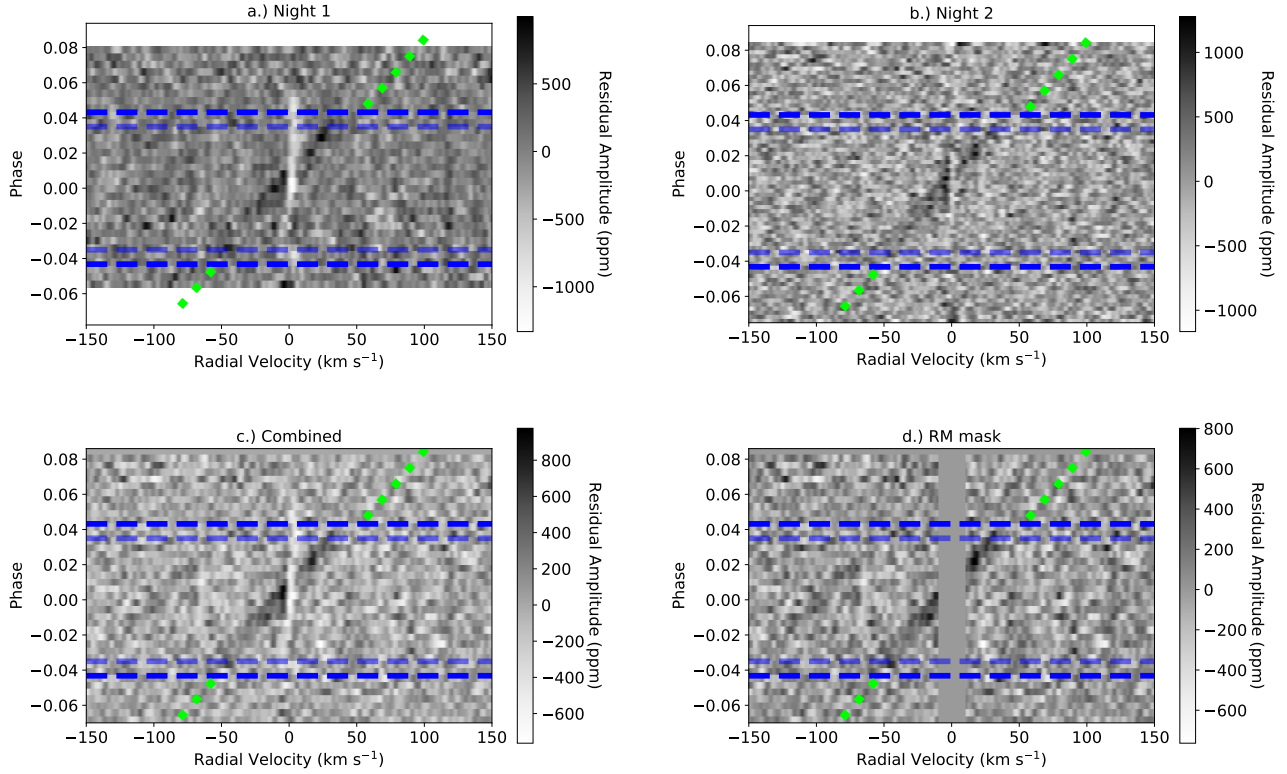 a.) Night 1
0.08
0.06
0.04
0.02
0.00
−0.02
−0.04
−0.06
Phase
−150 −100 −50 0 50 100 150
Radial Velocity (km s⁻¹)
500
0
−500
−1000
Residual Amplitude (ppm)
b.) Night 2
0.08
0.06
0.04
0.02
0.00
−0.02
−0.04
−0.06
Phase
−150 −100 −50 0 50 100 150
Radial Velocity (km s⁻¹)
1000
500
0
−500
−1000
Residual Amplitude (ppm)
c.) Combined
0.08
0.06
0.04
0.02
0.00
−0.02
−0.04
−0.06
Phase
−150 −100 −50 0 50 100 150
Radial Velocity (km s⁻¹)
800
600
400
200
0
−200
−400
−600
Residual Amplitude (ppm)
d.) RM mask
0.08
0.06
0.04
0.02
0.00
−0.02
−0.04
−0.06
Phase
−150 −100 −50 0 50 100 150
Radial Velocity (km s⁻¹)
800
600
400
200
0
−200
−400
−600
Residual Amplitude (ppm)